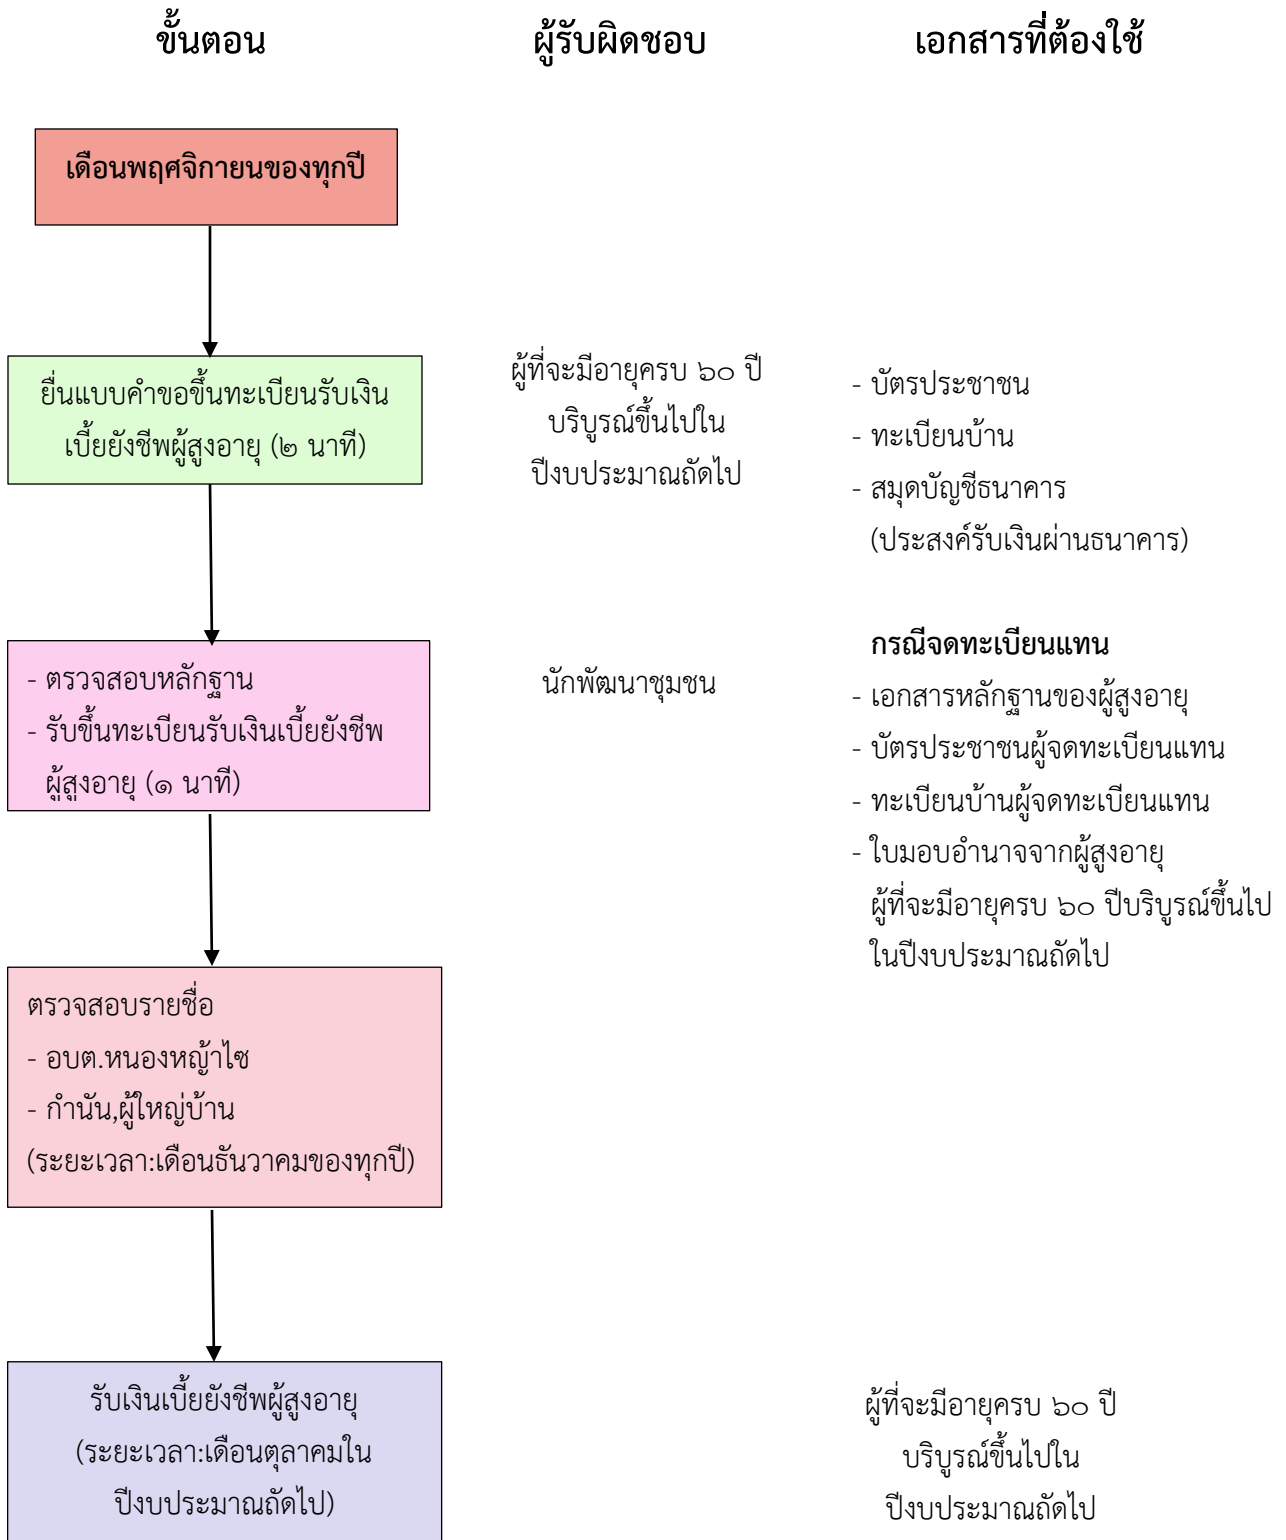 ขั้นตอน
ผู้รับผิดชอบ
เอกสารที่ต้องใช้
เดือนพฤศจิกายนของทุกปี
ยื่นแบบคำขอขึ้นทะเบียนรับเงิน
เบี้ยยังชีพผู้สูงอายุ (๒ นาที)
ผู้ที่จะมีอายุครบ ๖๐ ปี
บริบูรณ์ขึ้นไปใน
ปีงบประมาณถัดไป
- บัตรประชาชน
- ทะเบียนบ้าน
- สมุดบัญชีธนาคาร
(ประสงค์รับเงินผ่านธนาคาร)
- ตรวจสอบหลักฐาน
- รับขึ้นทะเบียนรับเงินเบี้ยยังชีพ
ผู้สูงอายุ (๑ นาที)
นักพัฒนาชุมชน
กรณีจดทะเบียนแทน
- เอกสารหลักฐานของผู้สูงอายุ
- บัตรประชาชนผู้จดทะเบียนแทน
- ทะเบียนบ้านผู้จดทะเบียนแทน
- ใบมอบอำนาจจากผู้สูงอายุ
ผู้ที่จะมีอายุครบ ๖๐ ปีบริบูรณ์ขึ้นไป
ในปีงบประมาณถัดไป
ตรวจสอบรายชื่อ
- อบต.หนองหญ้าไซ
- กำนัน,ผู้ใหญ่บ้าน
(ระยะเวลา:เดือนธันวาคมของทุกปี)
รับเงินเบี้ยยังชีพผู้สูงอายุ
(ระยะเวลา:เดือนตุลาคมใน
ปีงบประมาณถัดไป)
ผู้ที่จะมีอายุครบ ๖๐ ปี
บริบูรณ์ขึ้นไปใน
ปีงบประมาณถัดไป